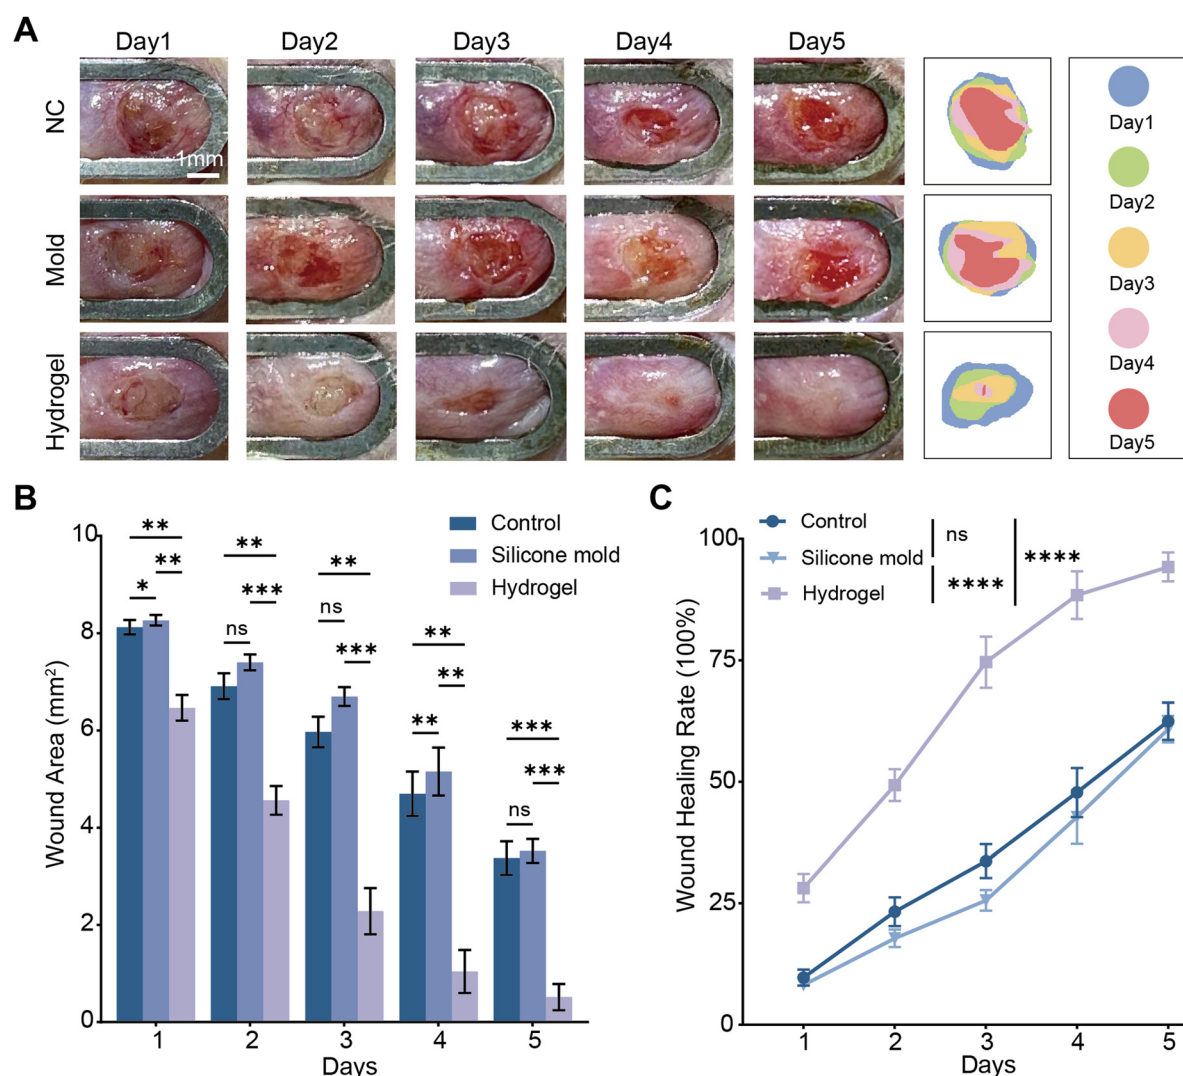 A
Day1 Day2 Day3 Day4 Day5
NC
1mm
Mold
Hydrogel
Day1
Day2
Day3
Day4
Day5
B
Control
Silicone mold
Hydrogel
Wound Area (mm²)
10
8
6
4
2
0
** ** *
** *** ns
** *** ns
** ** **
*** *** ns
1 2 3 4 5
Days
C
Control
Silicone mold
Hydrogel
ns
****
****
Wound Healing Rate (100%)
100
75
50
25
0
1 2 3 4 5
Days